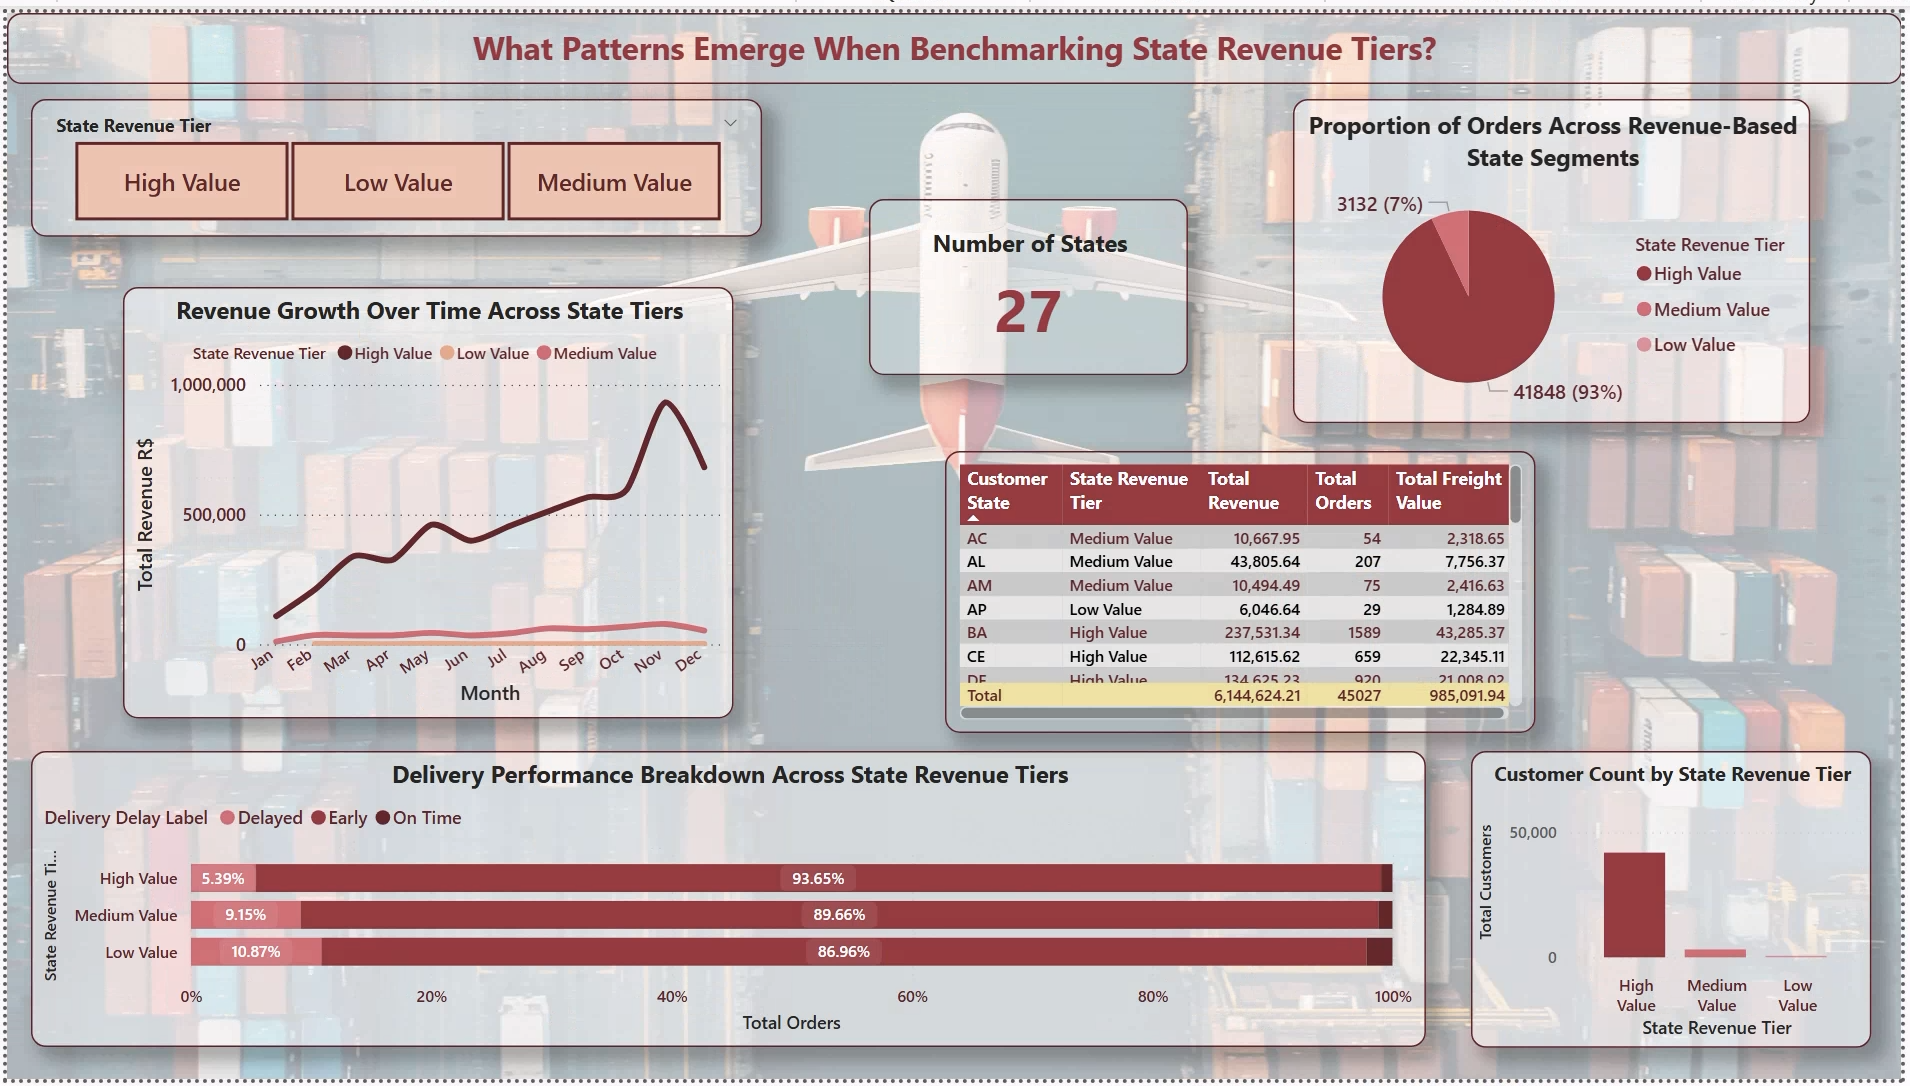 What Patterns Emerge When Benchmarking State Revenue Tiers?
State Revenue Tier
High Value
Low Value
Medium Value
Number of States
27
Proportion of Orders Across Revenue-Based
State Segments
3132 (7%)
41848 (93%)
State Revenue Tier
High Value
Medium Value
Low Value
Revenue Growth Over Time Across State Tiers
State Revenue Tier High Value Low Value Medium Value
Total Revenue R$
1,000,000
500,000
0
Jan Feb Mar Apr May Jun Jul Aug Sep Oct Nov Dec
Month
Customer State State Revenue Tier Total Revenue Total Orders Total Freight Value
AC Medium Value 10,667.95 54 2,318.65
AL Medium Value 43,805.64 207 7,756.37
AM Medium Value 10,494.49 75 2,416.63
AP Low Value 6,046.64 29 1,284.89
BA High Value 237,531.34 1589 43,285.37
CE High Value 112,615.62 659 22,345.11
DF High Value 134,625.23 920 21,008.02
Total 6,144,624.21 45027 985,091.94
Delivery Performance Breakdown Across State Revenue Tiers
Delivery Delay Label Delayed Early On Time
State Revenue Ti...
High Value 5.39% 93.65%
Medium Value 9.15% 89.66%
Low Value 10.87% 86.96%
0% 20% 40% 60% 80% 100%
Total Orders
Customer Count by State Revenue Tier
Total Customers
50,000
0
High Value
Medium Value
Low Value
State Revenue Tier